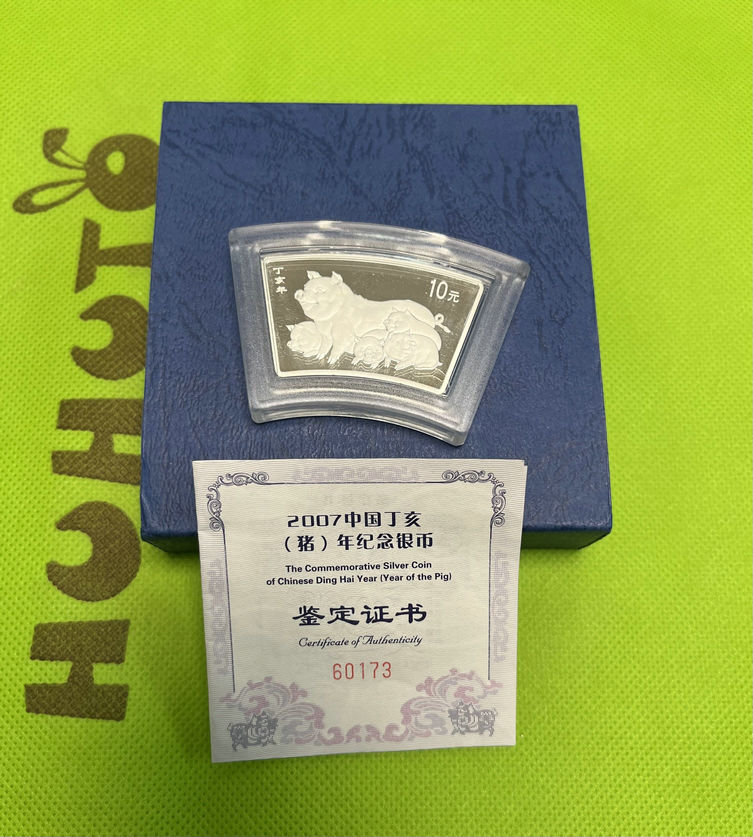 HOHOTO
丁亥年
10元
2007中国丁亥
（猪）年纪念银币
The Commemorative Silver Coin
of Chinese Ding Hai Year (Year of the Pig)
鉴定证书
Certificate of Authenticity
60173